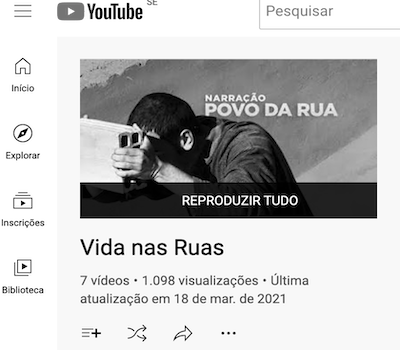 YouTube SE
Pesquisar
Início
Explorar
Inscrições
Biblioteca
NARRAÇÃO
POVO DA RUA
REPRODUZIR TUDO
Vida nas Ruas
7 vídeos • 1.098 visualizações • Última
atualização em 18 de mar. de 2021